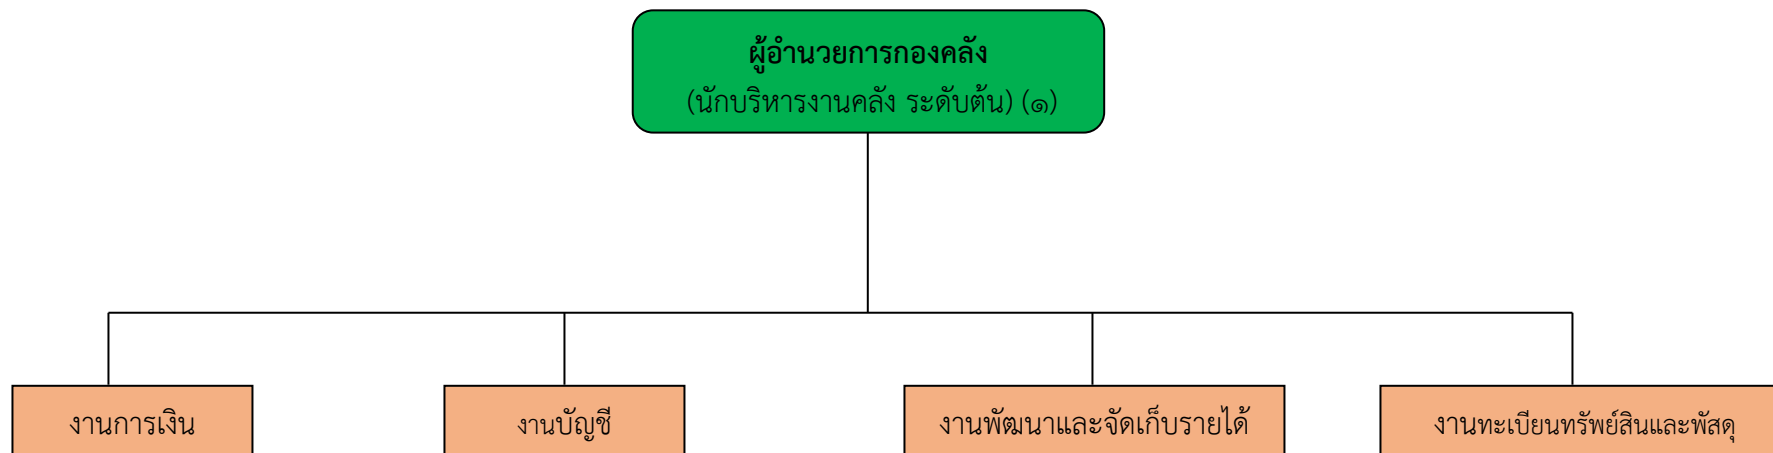 ผู้อำนวยการกองคลัง
(นักบริหารงานคลัง ระดับต้น) (๑)
งานการเงิน
งานบัญชี
งานพัฒนาและจัดเก็บรายได้
งานทะเบียนทรัพย์สินและพัสดุ